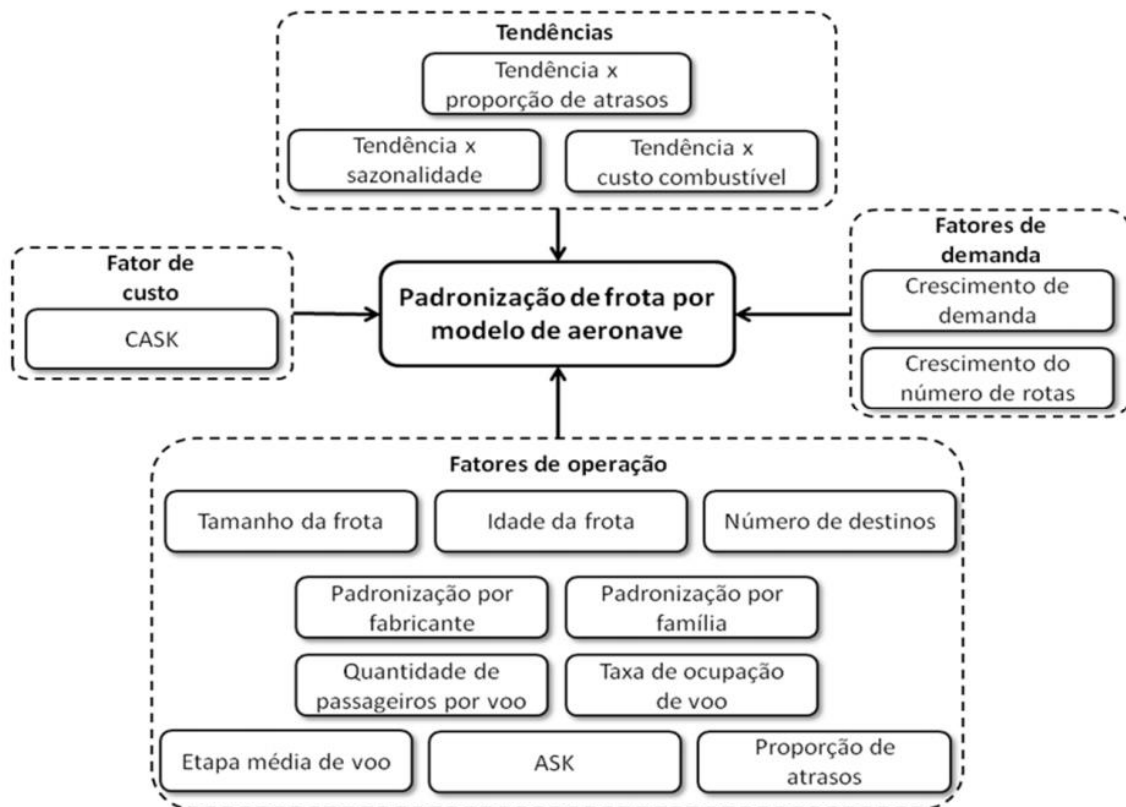 Tendências
Tendência x
proporção de atrasos
Tendência x
sazonalidade
Tendência x
custo combustível
Fator de
custo
CASK
Padronização de frota por
modelo de aeronave
Fatores de
demanda
Crescimento de
demanda
Crescimento do
número de rotas
Fatores de operação
Tamanho da frota
Idade da frota
Número de destinos
Padronização por
fabricante
Padronização por
família
Quantidade de
passageiros por voo
Taxa de ocupação
de voo
Etapa média de voo
ASK
Proporção de
atrasos